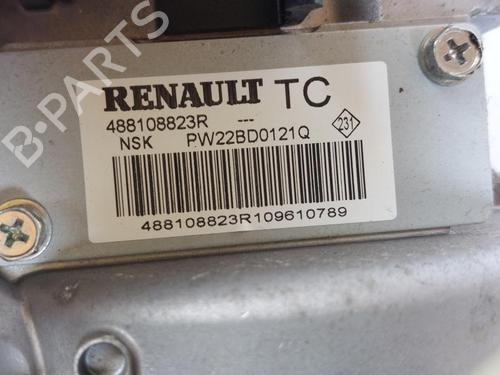 B-PARTS
RENAULT TC
488108823R ---
NSK PW22BD0121Q 231
488108823R109610789